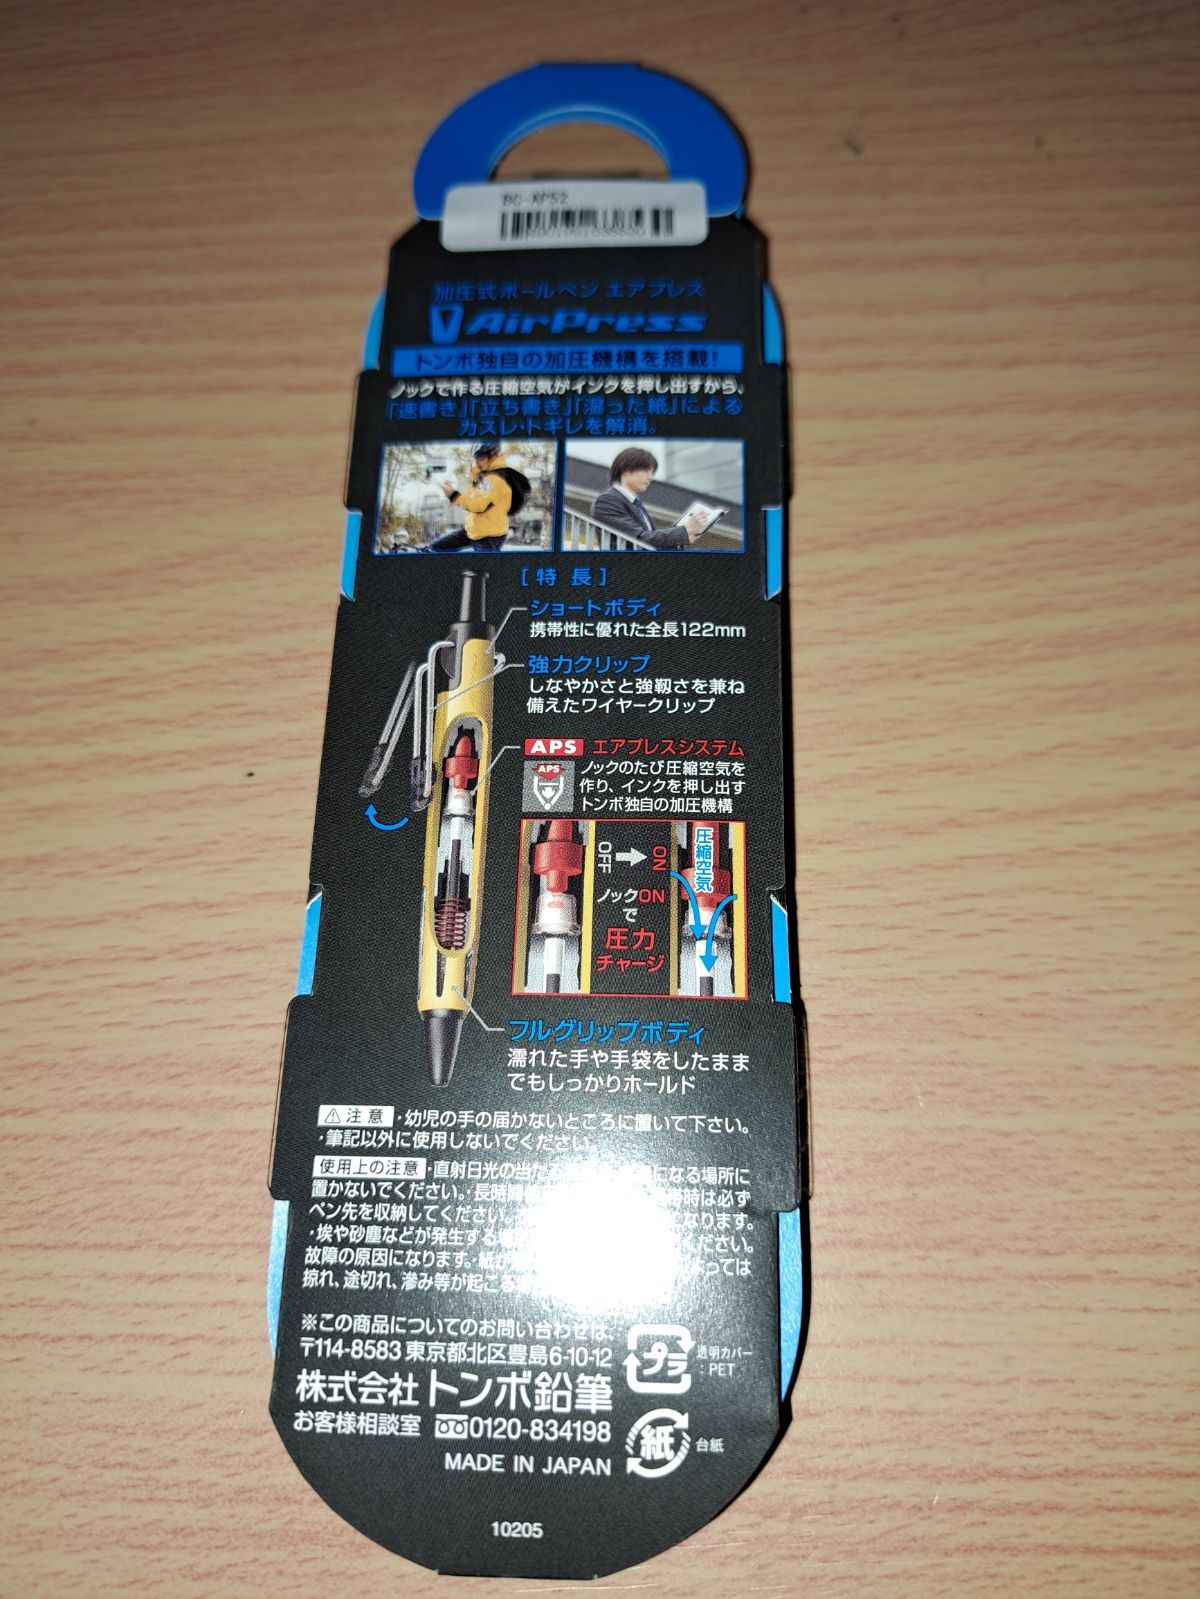 BC-AP52
加圧式ボールペン エアプレス
AirPress
トンボ独自の加圧機構を搭載!
ノックで作る圧縮空気がインクを押し出すから、
「速書き」「立ち書き」「湿った紙」による
カスレ・トギレを解消。
[特 長]
ショートボディ
携帯性に優れた全長122mm
強力クリップ
しなやかさと強靱さを兼ね
備えたワイヤークリップ
APS エアプレスシステム
APS
ノックのたび圧縮空気を
作り、インクを押し出す
トンボ独自の加圧機構
OFF
ON
圧縮空気
ノックON
で
圧力
チャージ
フルグリップボディ
濡れた手や手袋をしたまま
でもしっかりホールド
⚠注意 ・幼児の手の届かないところに置いて下さい。
・筆記以外に使用しないでください。
使用上の注意 ・直射日光の当たる になる場所に
置かないでください。・長時間 携帯時は必ず
ペン先を収納してください。 なります。
・埃や砂塵などが発生する ください。
故障の原因になります。 よっては
掠れ、途切れ、滲み等が起こる
※この商品についてのお問い合わせは、
〒114-8583 東京都北区豊島6-10-12
株式会社 トンボ鉛筆
お客様相談室 0120-834198
MADE IN JAPAN
プラ
透明カバー
:PET
紙
台紙
10205